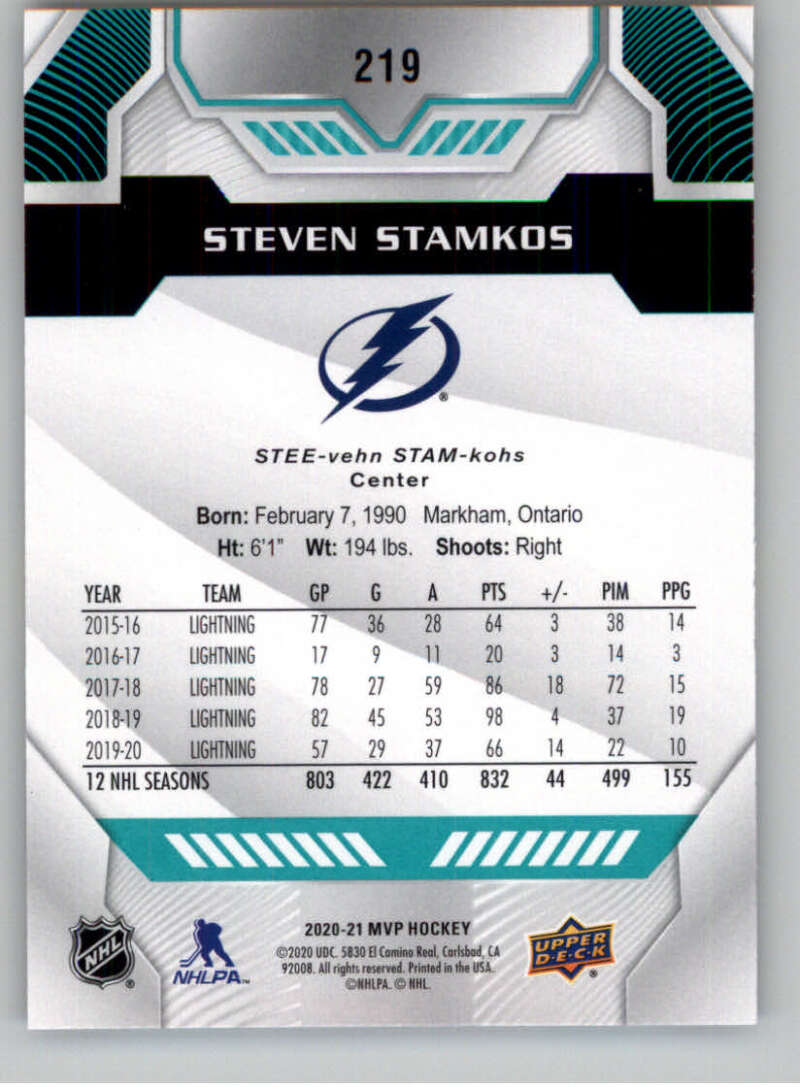 219
STEVEN STAMKOS
®
STEE-vehn STAM-kohs
Center
Born: February 7, 1990 Markham, Ontario
Ht: 6'1" Wt: 194 lbs. Shoots: Right
YEAR TEAM GP G A PTS +/- PIM PPG
2015-16 LIGHTNING 77 36 28 64 3 38 14
2016-17 LIGHTNING 17 9 11 20 3 14 3
2017-18 LIGHTNING 78 27 59 86 18 72 15
2018-19 LIGHTNING 82 45 53 98 4 37 19
2019-20 LIGHTNING 57 29 37 66 14 22 10
12 NHL SEASONS 803 422 410 832 44 499 155
NHL ®
NHLPA™
2020-21 MVP HOCKEY
©2020 UDC. 5830 El Camino Real, Carlsbad, CA
92008. All rights reserved. Printed in the USA.
©NHLPA. © NHL.
UPPER
D·E·C·K
®